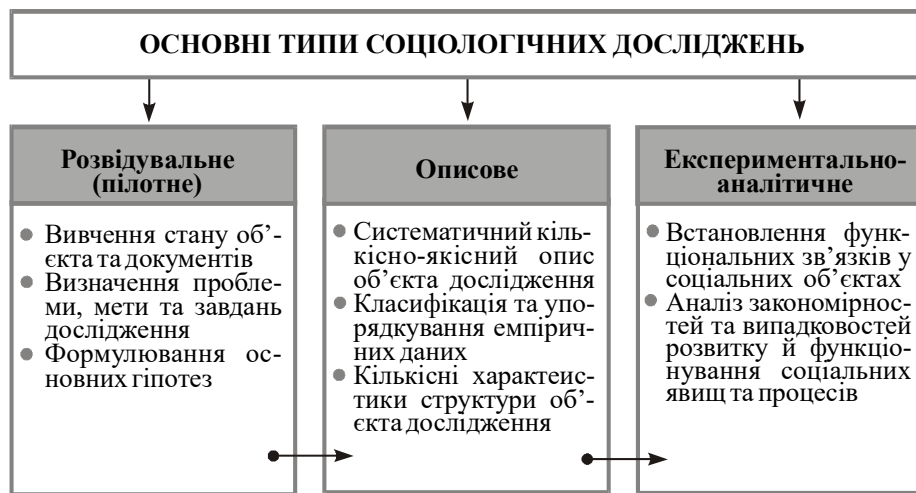 ОСНОВНІ ТИПИ СОЦІОЛОГІЧНИХ ДОСЛІДЖЕНЬ
Розвідувальне
(пілотне)
• Вивчення стану об’-
єкта та документів
• Визначення пробле-
ми, мети та завдань
дослідження
• Формулювання ос-
новних гіпотез
Описове
• Систематичний кіль-
кісно-якісний опис
об’єкта дослідження
• Класифікація та упо-
рядкування емпірич-
них даних
• Кількісні характеис-
тики структури об’-
єкта дослідження
Експериментально-
аналітичне
• Встановлення функ-
ціональних зв’язків у
соціальних об’єктах
• Аналіз закономірнос-
тей та випадковостей
розвитку й функціо-
нування соціальних
явищ та процесів